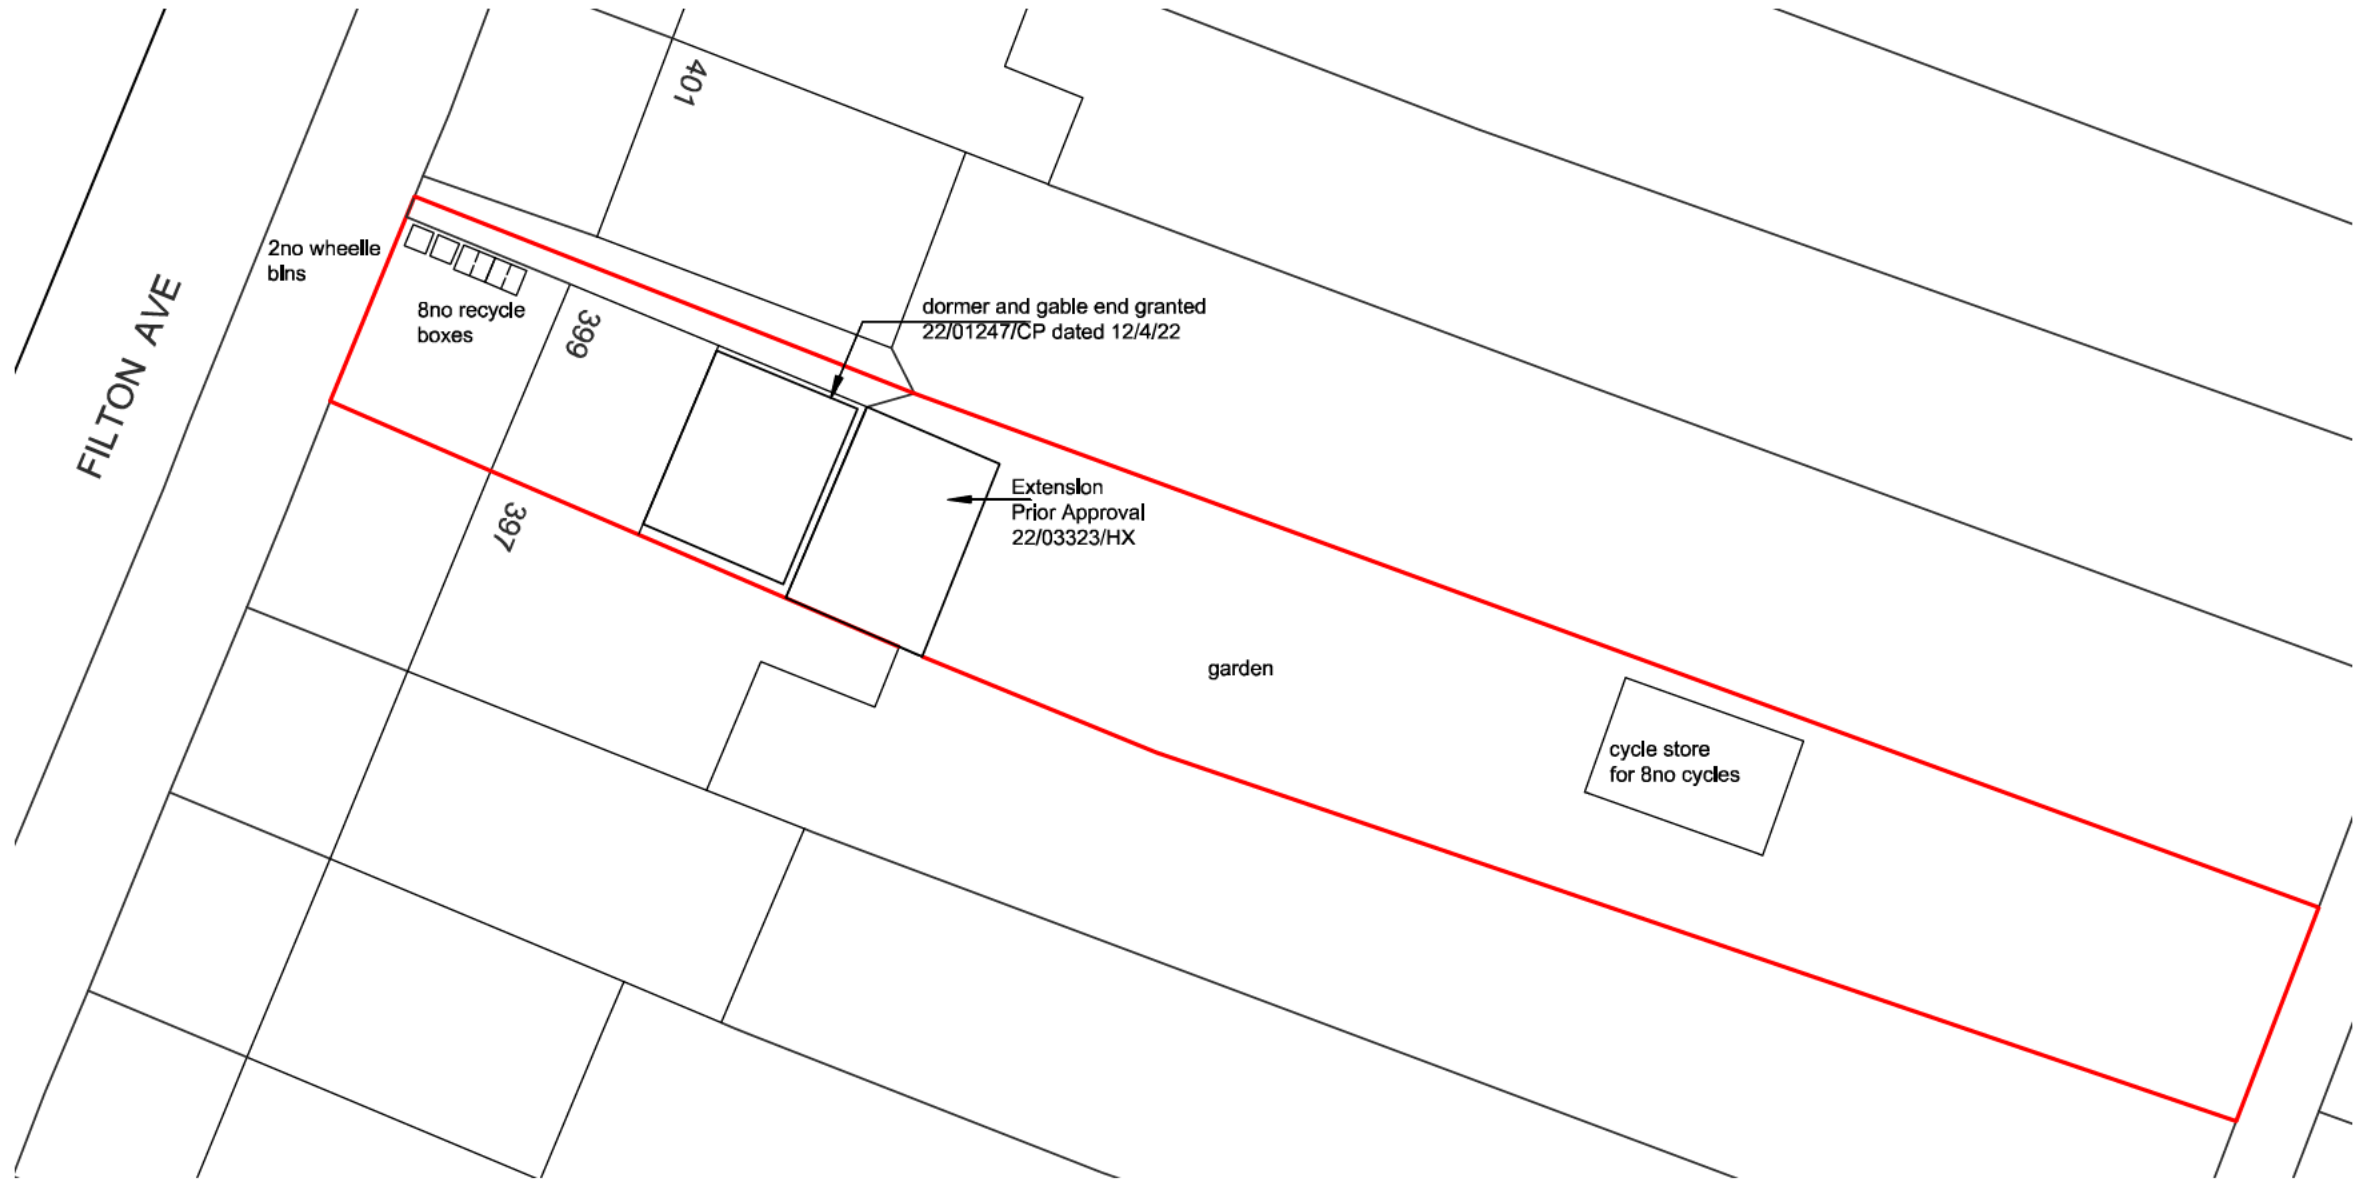 401
2no wheelle
bins
8no recycle
boxes
399
dormer and gable end granted
22/01247/CP dated 12/4/22
FILTON AVE
Extension
Prior Approval
22/03323/HX
397
garden
cycle store
for 8no cycles